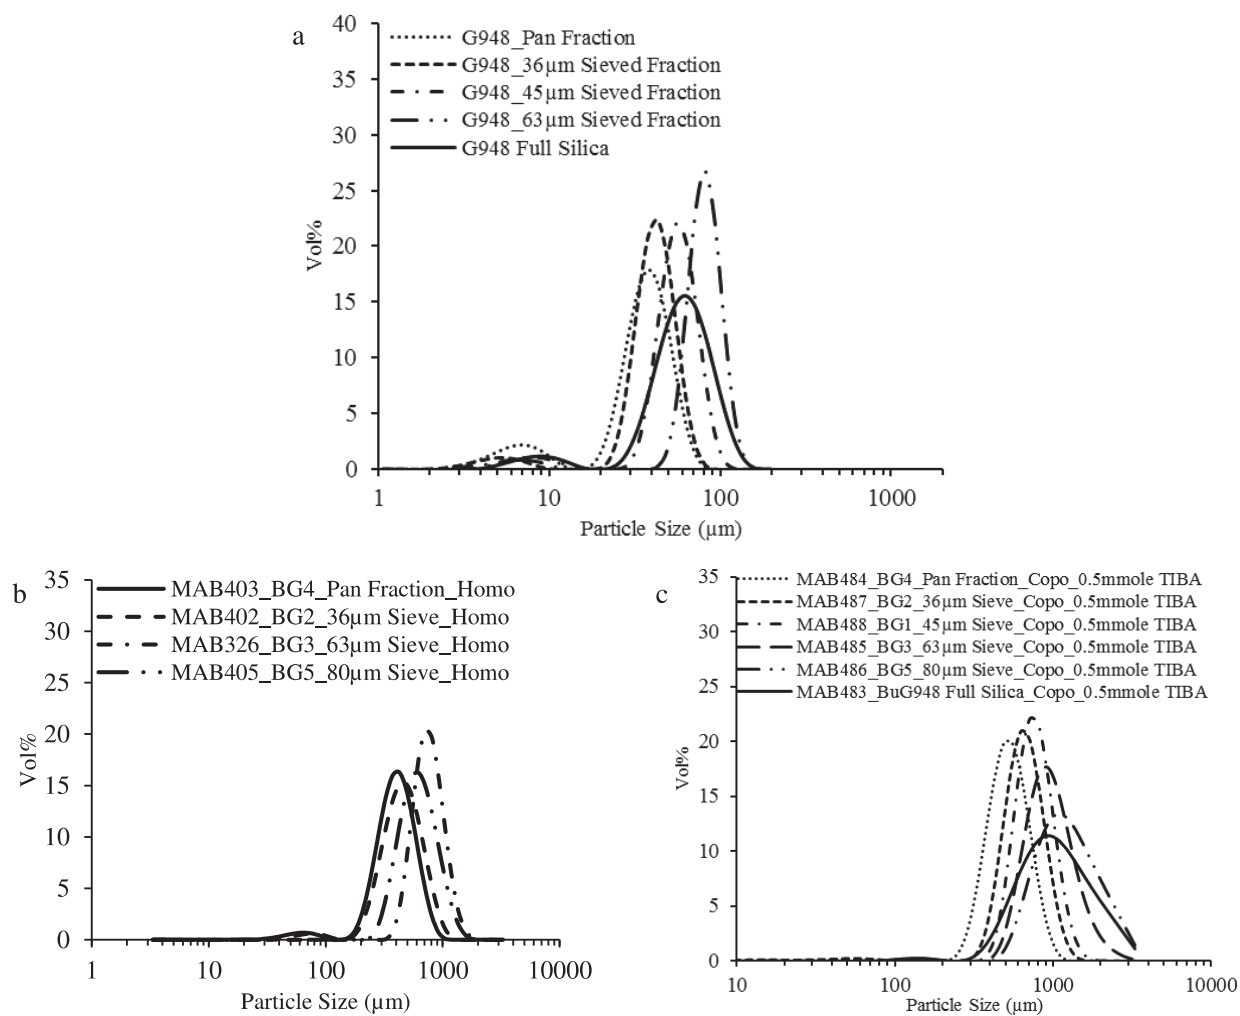 a
40
35
30
25
20
15
10
5
0
Vol%
G948_Pan Fraction
G948_36µm Sieved Fraction
G948_45µm Sieved Fraction
G948_63µm Sieved Fraction
G948 Full Silica
1 10 100 1000
Particle Size (µm)
b
35
30
25
20
15
10
5
0
Vol%
MAB403_BG4_Pan Fraction_Homo
MAB402_BG2_36µm Sieve_Homo
MAB326_BG3_63µm Sieve_Homo
MAB405_BG5_80µm Sieve_Homo
1 10 100 1000 10000
Particle Size (µm)
c
35
30
25
20
15
10
5
0
Vol%
MAB484_BG4_Pan Fraction_Copo_0.5mmole TIBA
MAB487_BG2_36µm Sieve_Copo_0.5mmole TIBA
MAB488_BG1_45µm Sieve_Copo_0.5mmole TIBA
MAB485_BG3_63µm Sieve_Copo_0.5mmole TIBA
MAB486_BG5_80µm Sieve_Copo_0.5mmole TIBA
MAB483_BuG948 Full Silica_Copo_0.5mmole TIBA
10 100 1000 10000
Particle Size (µm)